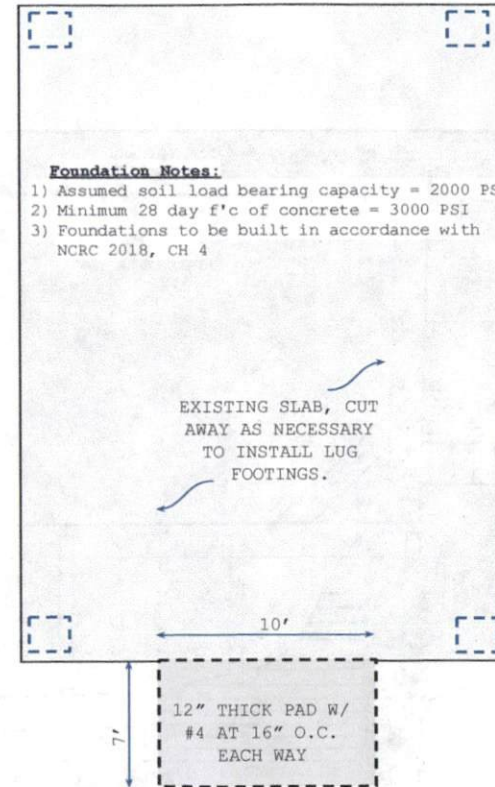 Foundation Notes:
1) Assumed soil load bearing capacity = 2000 PS
2) Minimum 28 day f'c of concrete = 3000 PSI
3) Foundations to be built in accordance with
NCRC 2018, CH 4
EXISTING SLAB, CUT
AWAY AS NECESSARY
TO INSTALL LUG
FOOTINGS.
10'
7'
12" THICK PAD W/
#4 AT 16" O.C.
EACH WAY